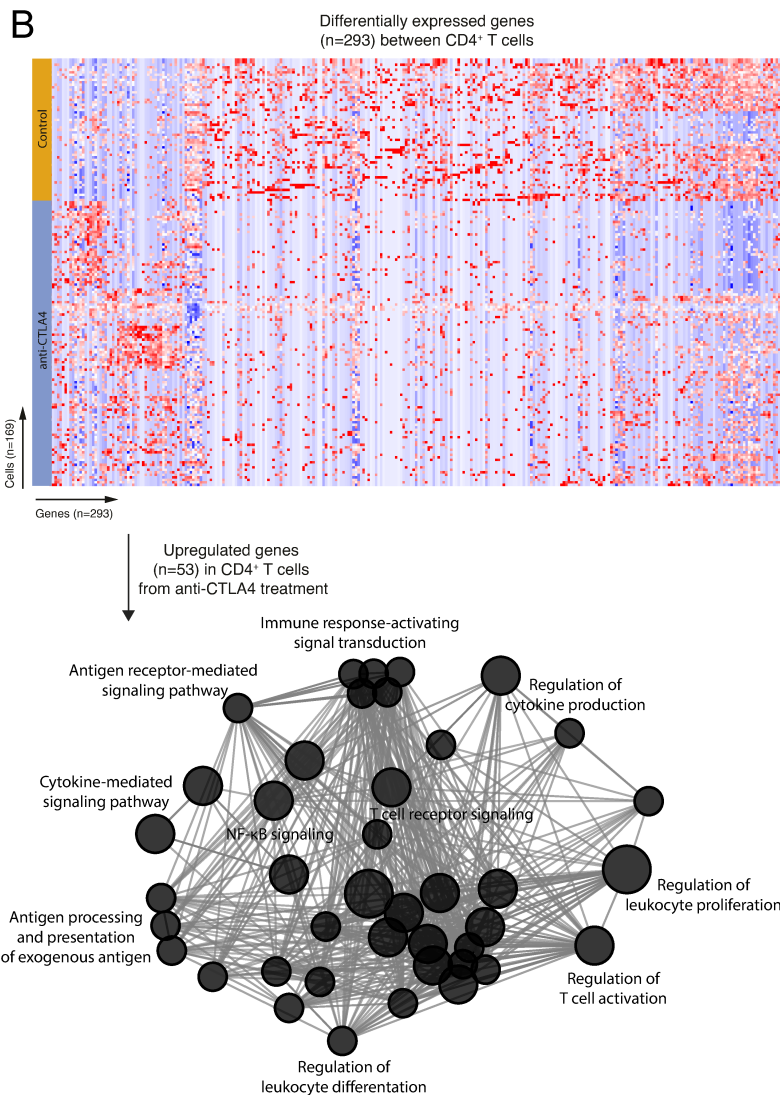 B
Differentially expressed genes
(n=293) between CD4⁺ T cells
Control
anti-CTLA4
Cells (n=169)
Genes (n=293)
Upregulated genes
(n=53) in CD4⁺ T cells
from anti-CTLA4 treatment
Immune response-activating
signal transduction
Antigen receptor-mediated
signaling pathway
Regulation of
cytokine production
Cytokine-mediated
signaling pathway
T cell receptor signaling
NF-κB signaling
Regulation of
leukocyte proliferation
Antigen processing
and presentation
of exogenous antigen
Regulation of
T cell activation
Regulation of
leukocyte differentation